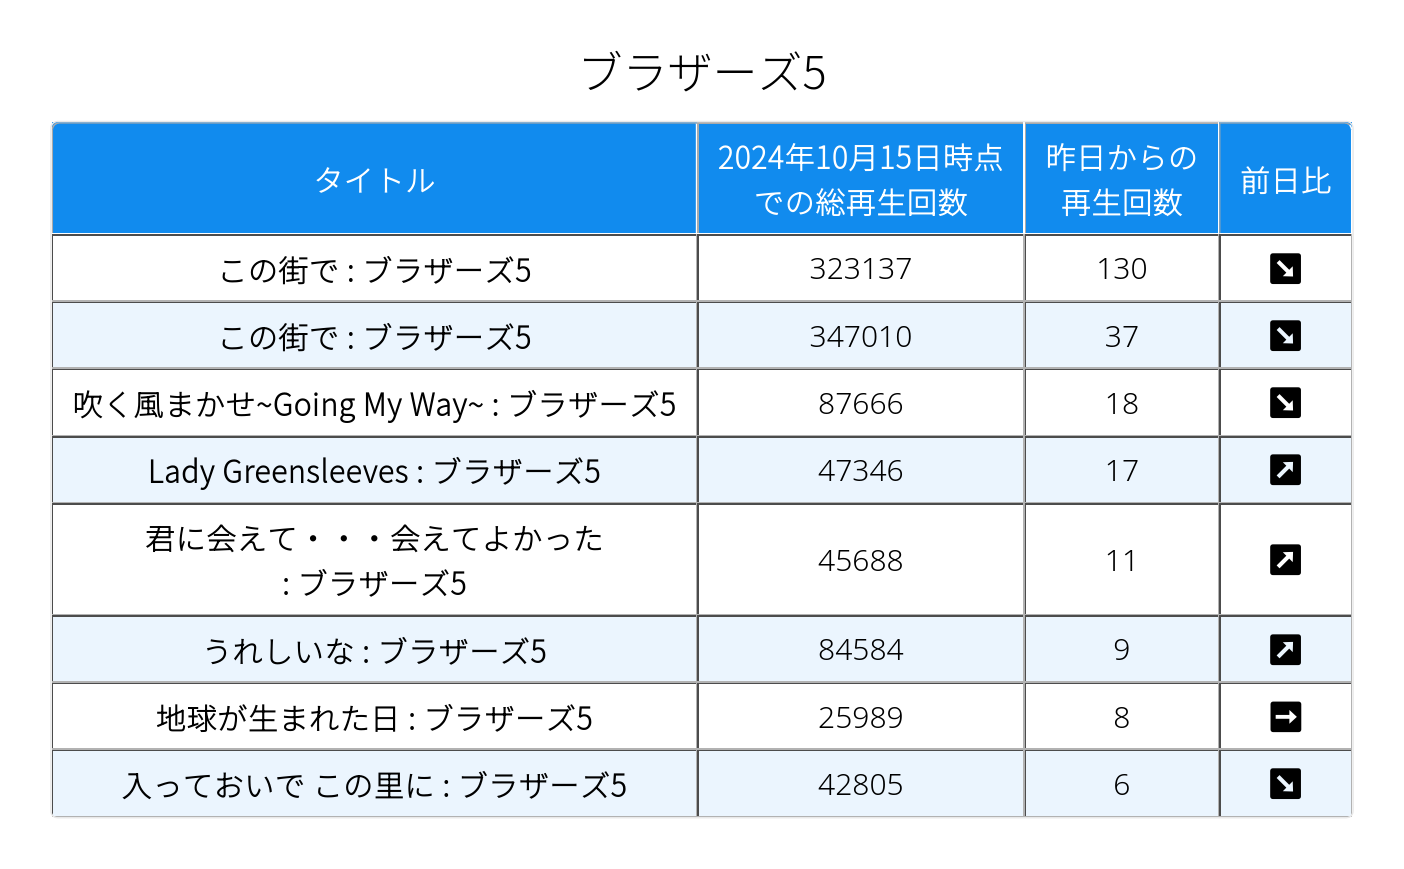 ブラザーズ5
タイトル
2024年10月15日時点
での総再生回数
昨日からの
再生回数
前日比
この街で : ブラザーズ5
323137
130
この街で : ブラザーズ5
347010
37
吹く風まかせ~Going My Way~ : ブラザーズ5
87666
18
Lady Greensleeves : ブラザーズ5
47346
17
君に会えて・・・会えてよかった
: ブラザーズ5
45688
11
うれしいな : ブラザーズ5
84584
9
地球が生まれた日 : ブラザーズ5
25989
8
入っておいで この里に : ブラザーズ5
42805
6